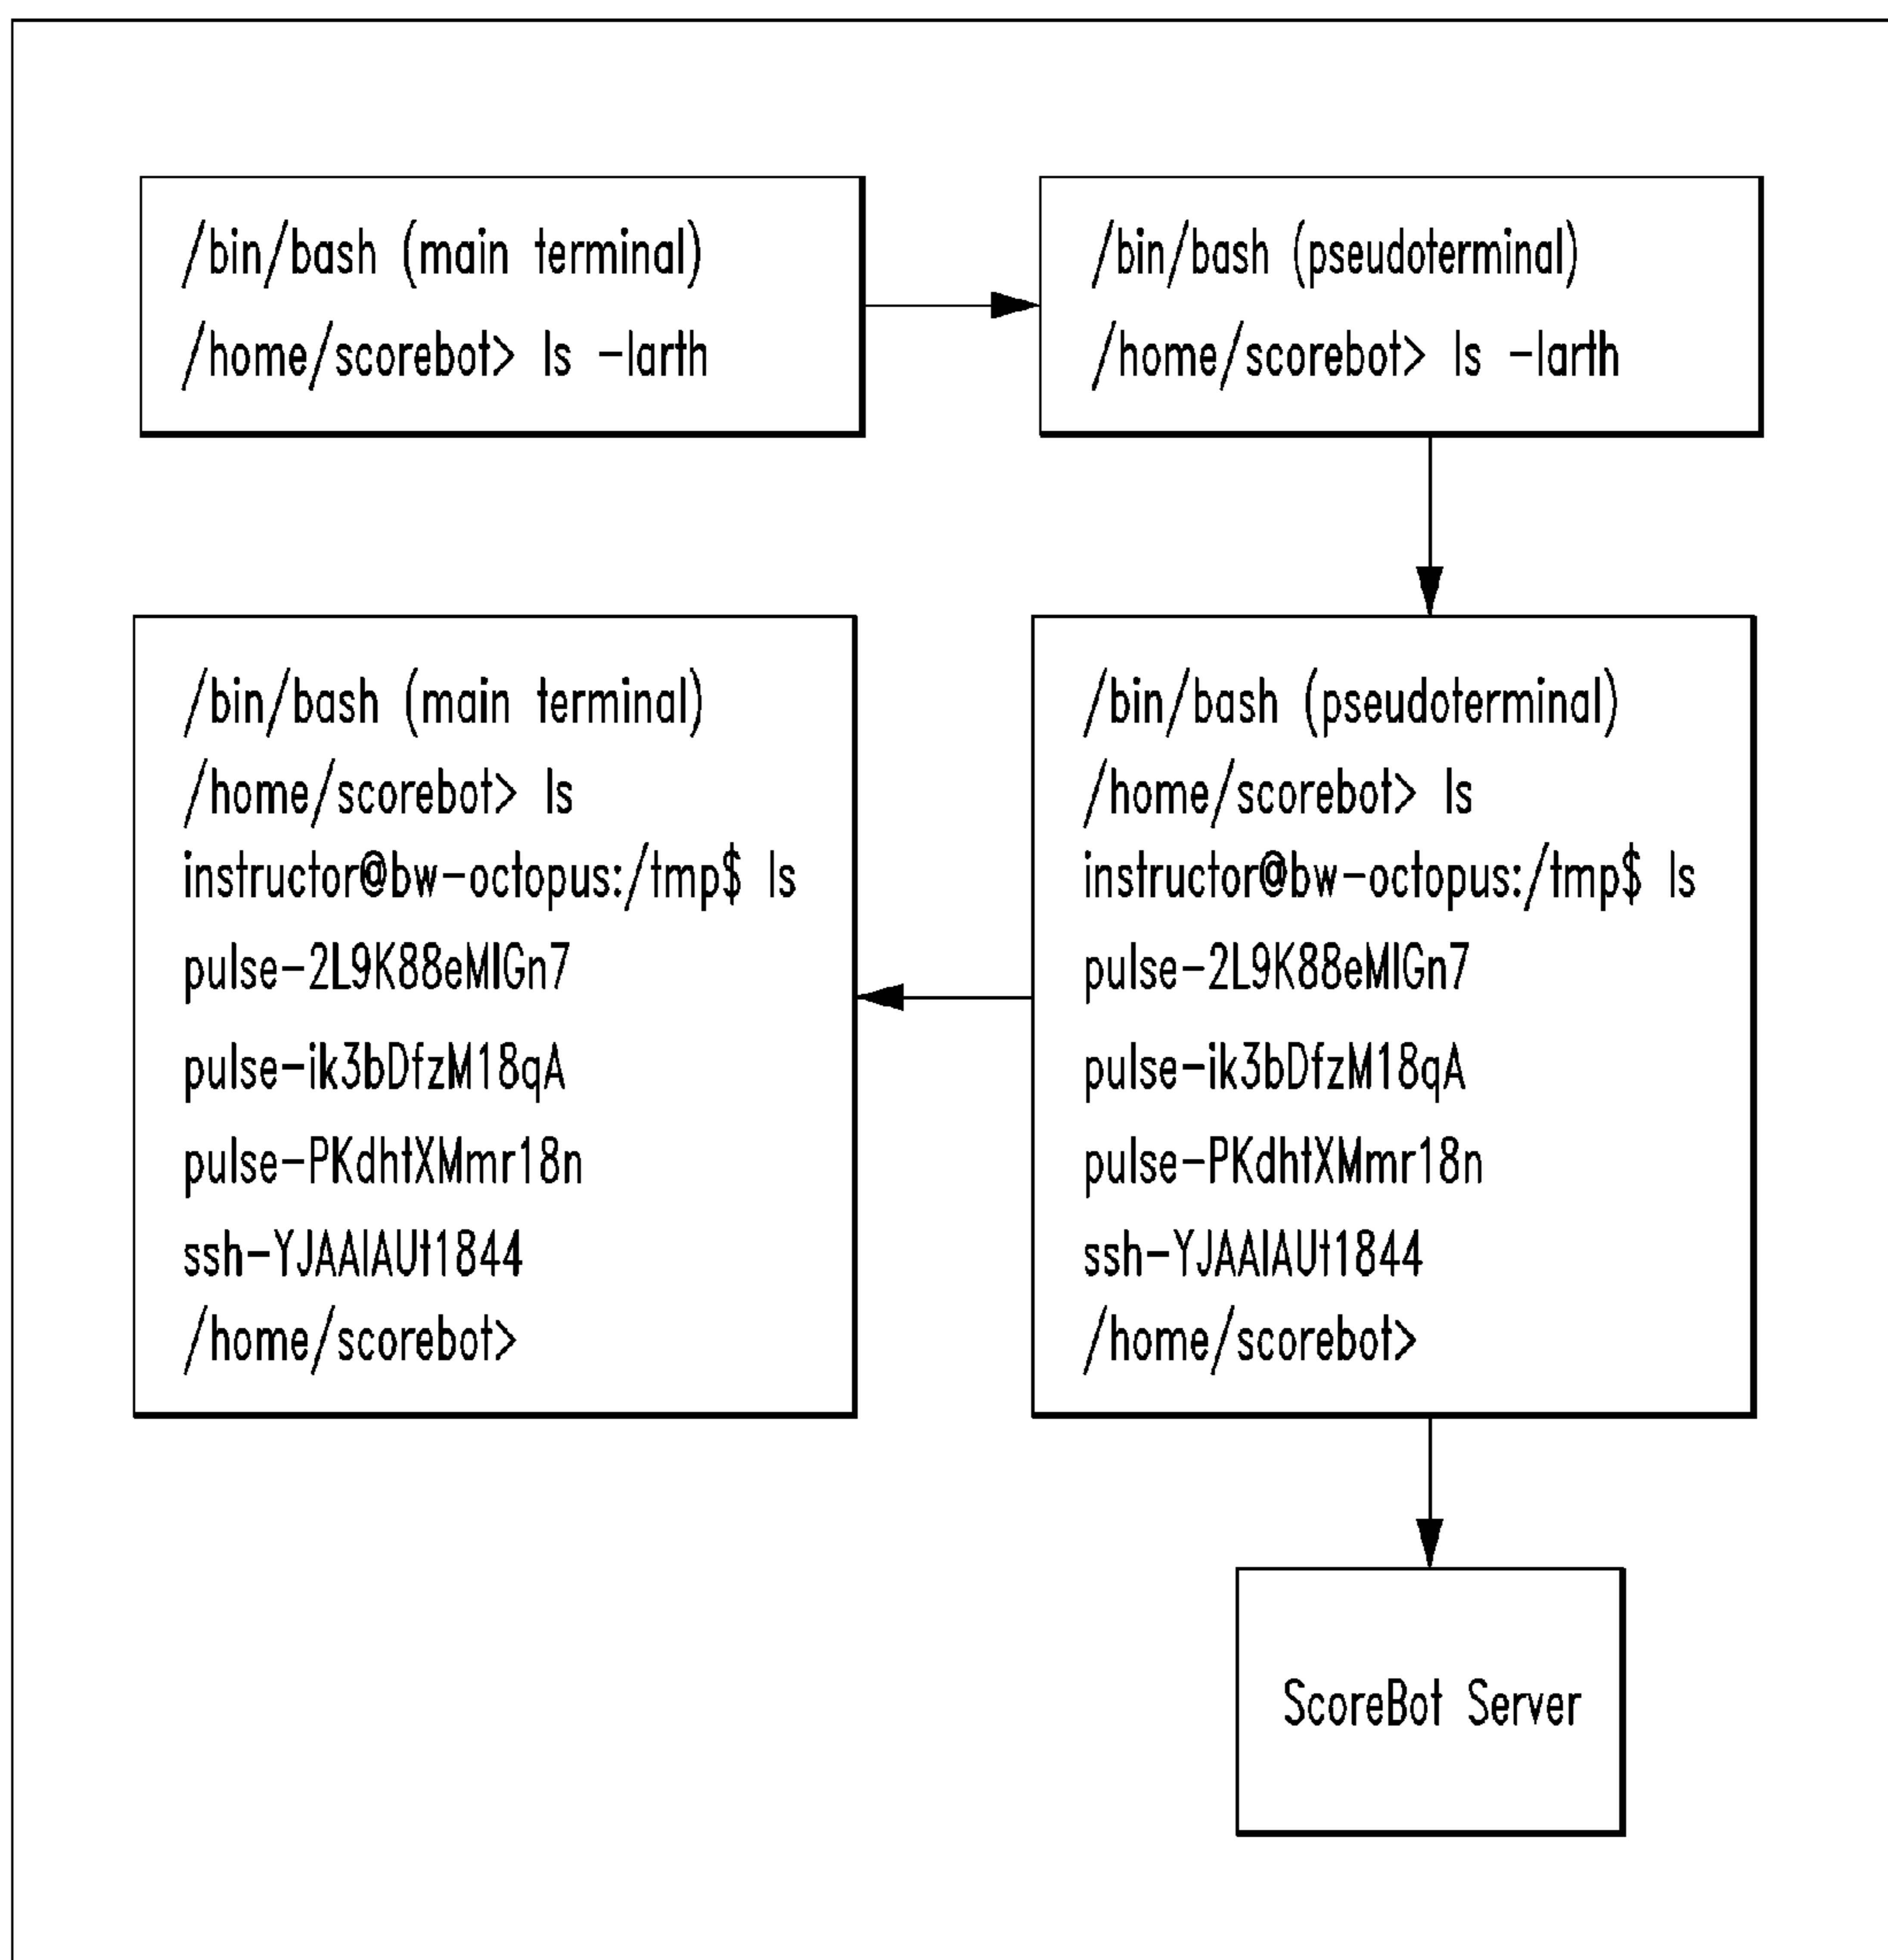 /bin/bash (main terminal)
/home/scorebot> ls -larth
/bin/bash (pseudoterminal)
/home/scorebot> ls -larth
/bin/bash (main terminal)
/home/scorebot> ls
instructor@bw-octopus:/tmp$ ls
pulse-2L9K88eMlGn7
pulse-ik3bDfzM18qA
pulse-PKdhtXMmr18n
ssh-YJAAlAUt1844
/home/scorebot>
/bin/bash (pseudoterminal)
/home/scorebot> ls
instructor@bw-octopus:/tmp$ ls
pulse-2L9K88eMlGn7
pulse-ik3bDfzM18qA
pulse-PKdhtXMmr18n
ssh-YJAAlAUt1844
/home/scorebot>
ScoreBot Server